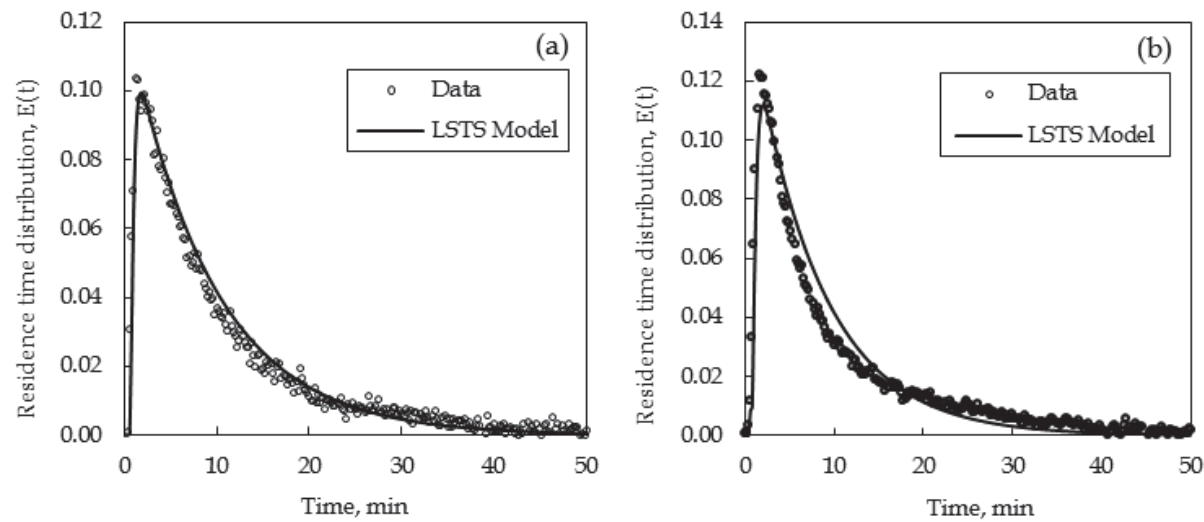 (a)
Data
LSTS Model
Residence time distribution, E(t)
0.12
0.10
0.08
0.06
0.04
0.02
0.00
0 10 20 30 40 50
Time, min
(b)
Data
LSTS Model
Residence time distribution, E(t)
0.14
0.12
0.10
0.08
0.06
0.04
0.02
0.00
0 10 20 30 40 50
Time, min